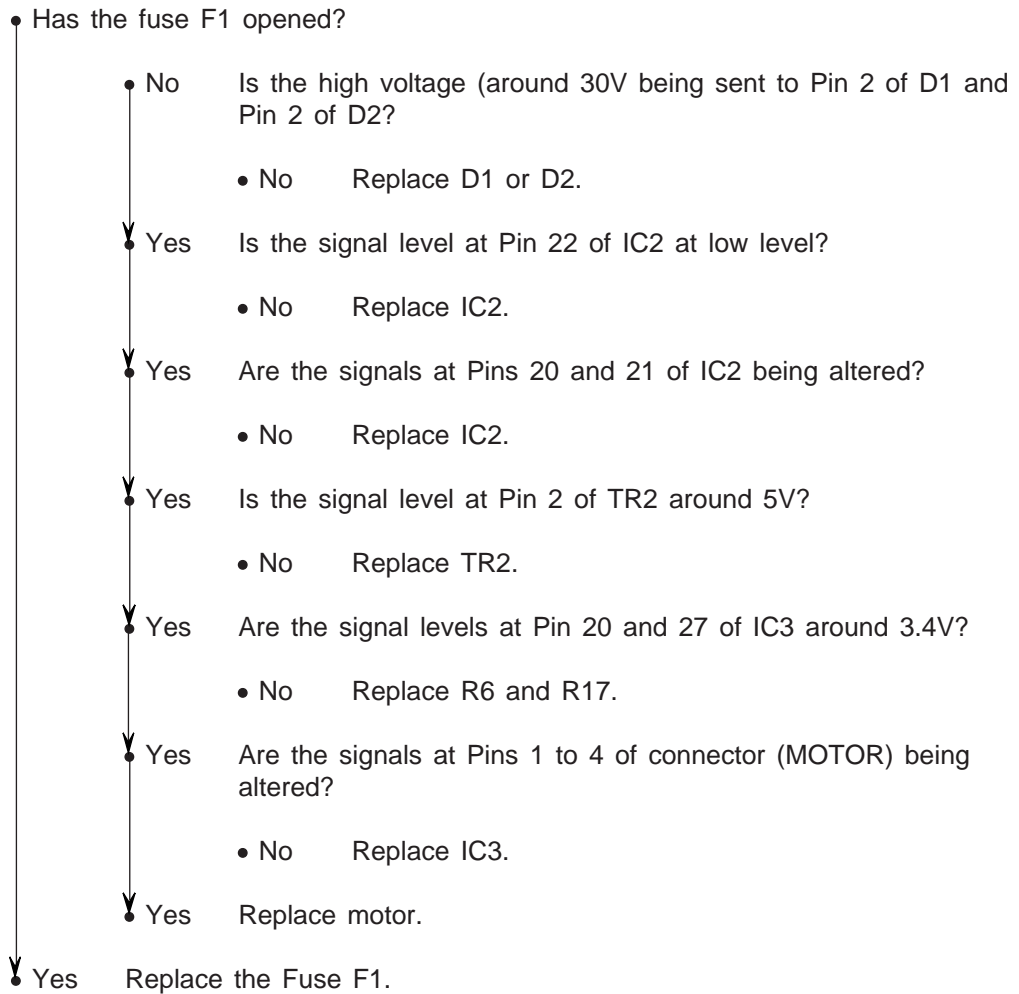 Has the fuse F1 opened?
No Is the high voltage (around 30V being sent to Pin 2 of D1 and
Pin 2 of D2?
No Replace D1 or D2.
Yes Is the signal level at Pin 22 of IC2 at low level?
No Replace IC2.
Yes Are the signals at Pins 20 and 21 of IC2 being altered?
No Replace IC2.
Yes Is the signal level at Pin 2 of TR2 around 5V?
No Replace TR2.
Yes Are the signal levels at Pin 20 and 27 of IC3 around 3.4V?
No Replace R6 and R17.
Yes Are the signals at Pins 1 to 4 of connector (MOTOR) being
altered?
No Replace IC3.
Yes Replace motor.
Yes Replace the Fuse F1.